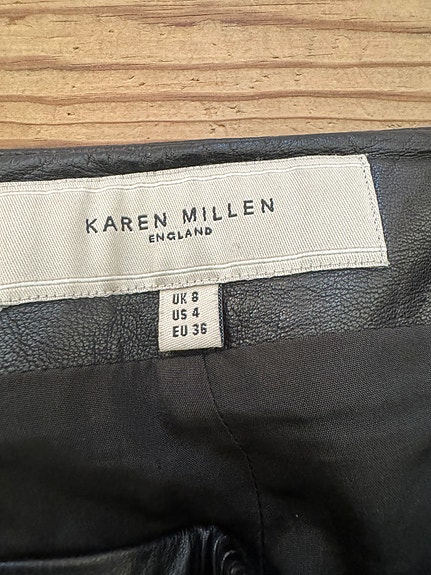 KAREN MILLEN
ENGLAND
UK 8
US 4
EU 36